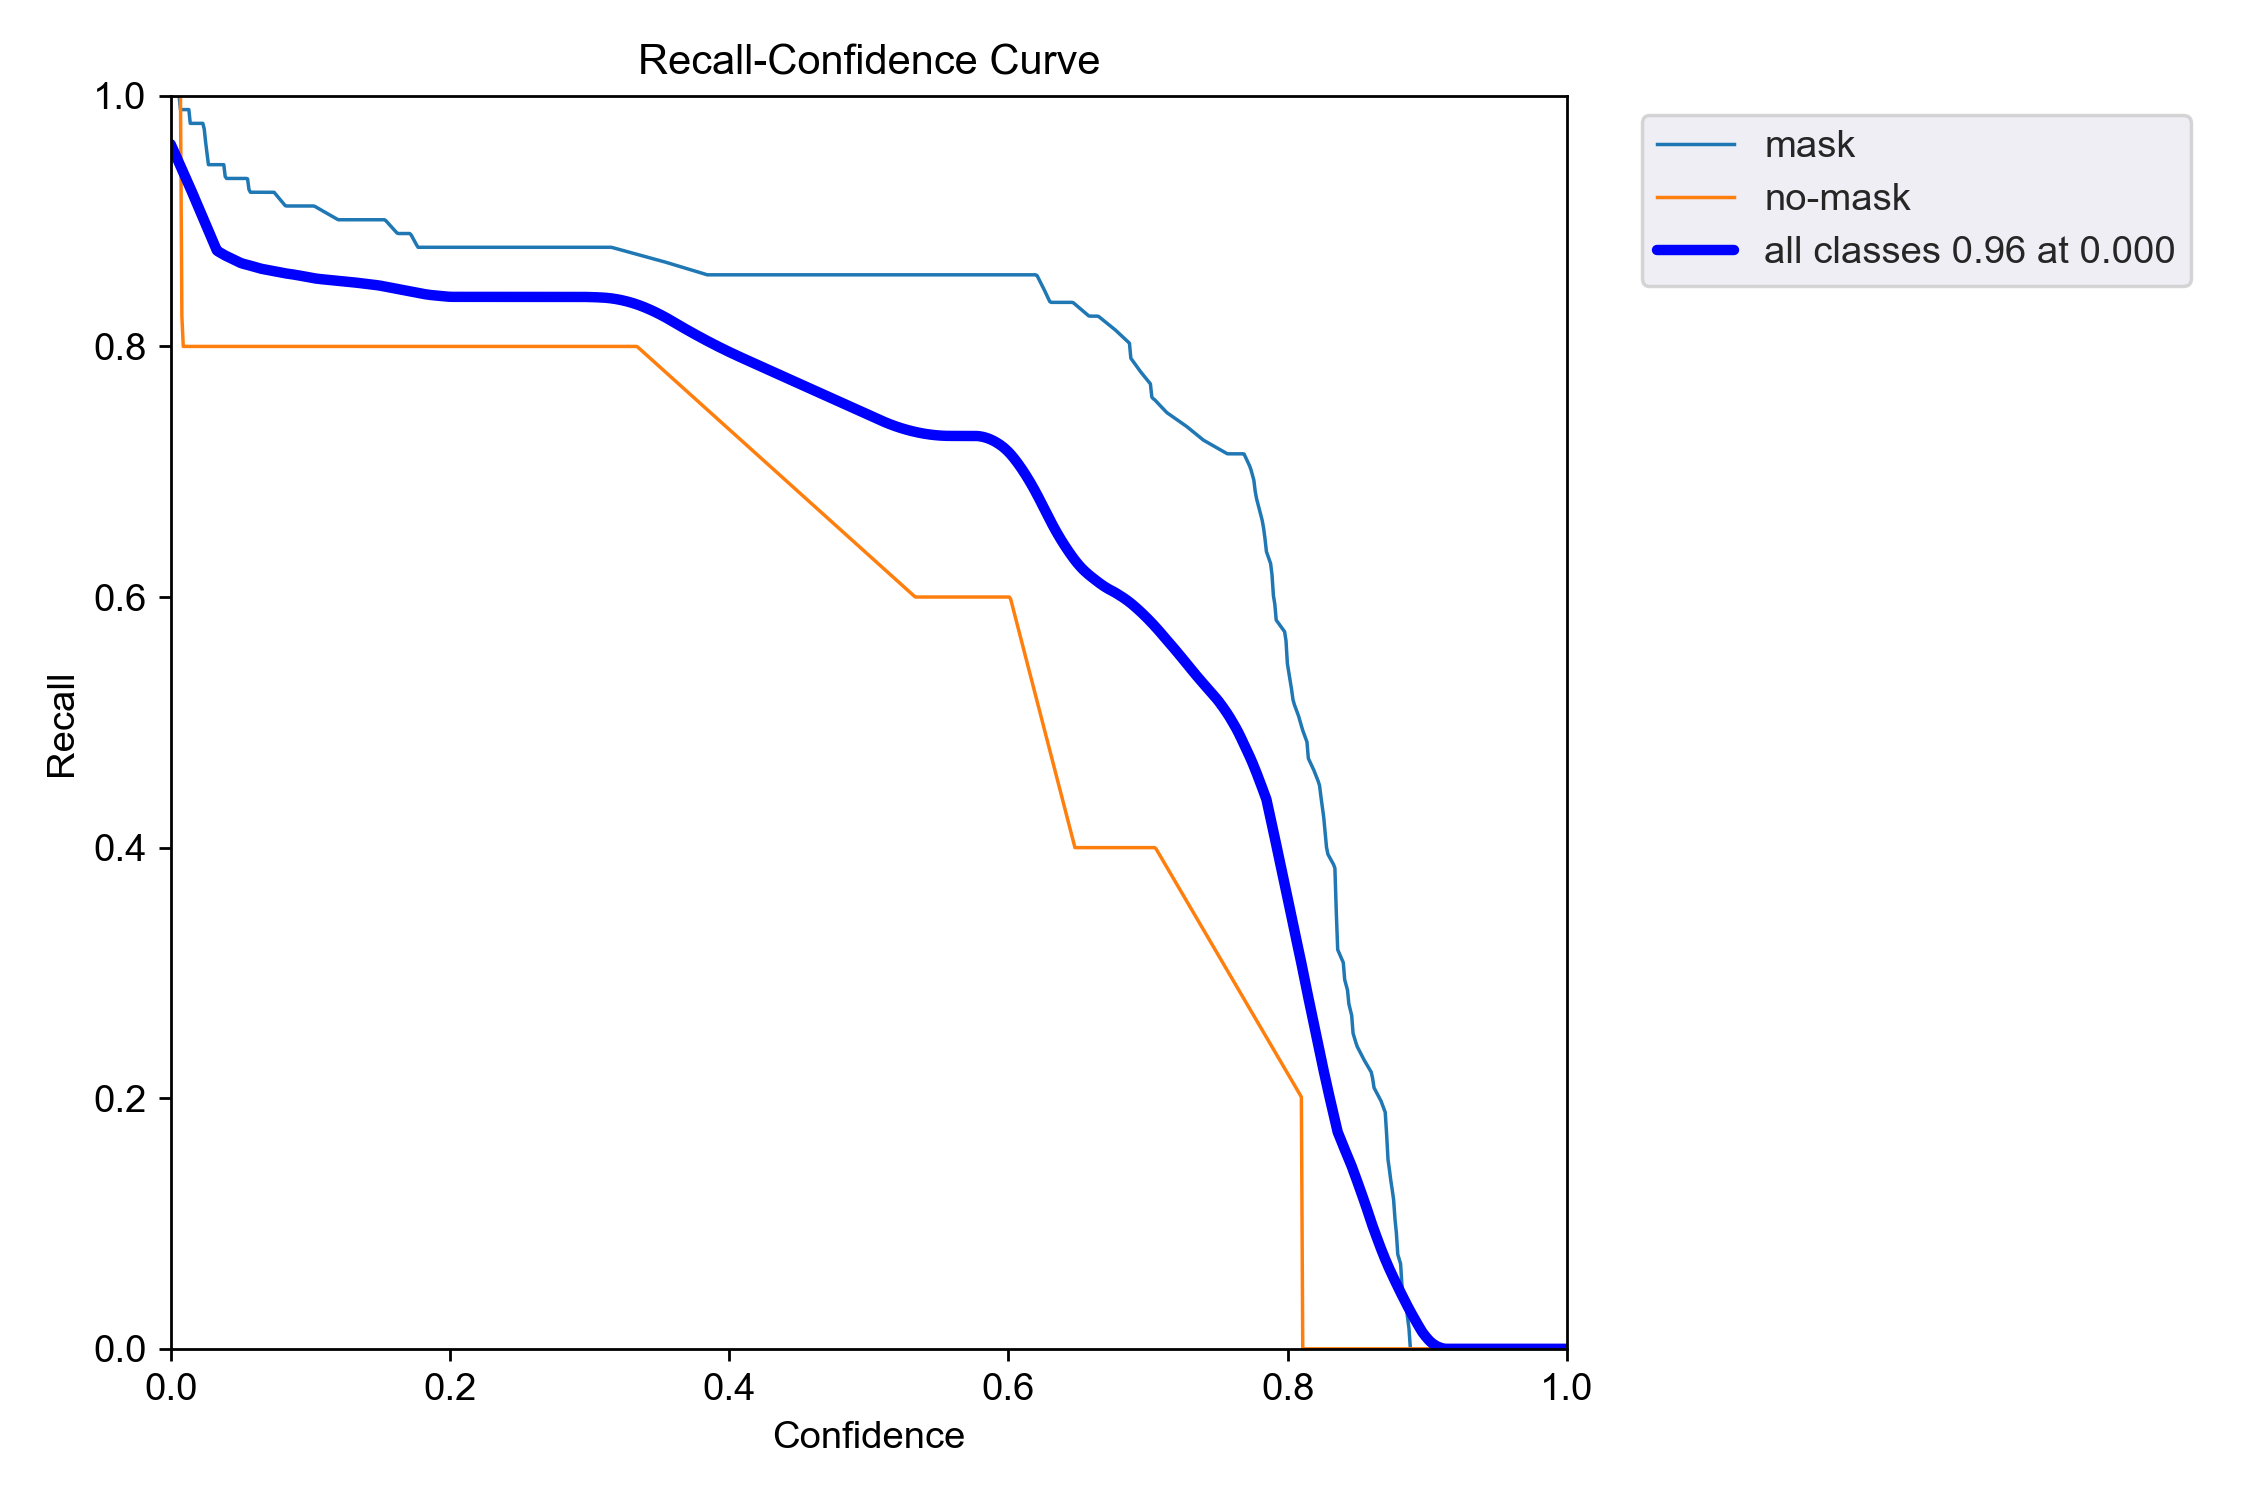 Recall-Confidence Curve
1.0
0.8
0.6
0.4
0.2
0.0
Recall
0.0 0.2 0.4 0.6 0.8 1.0
Confidence
mask
no-mask
all classes 0.96 at 0.000